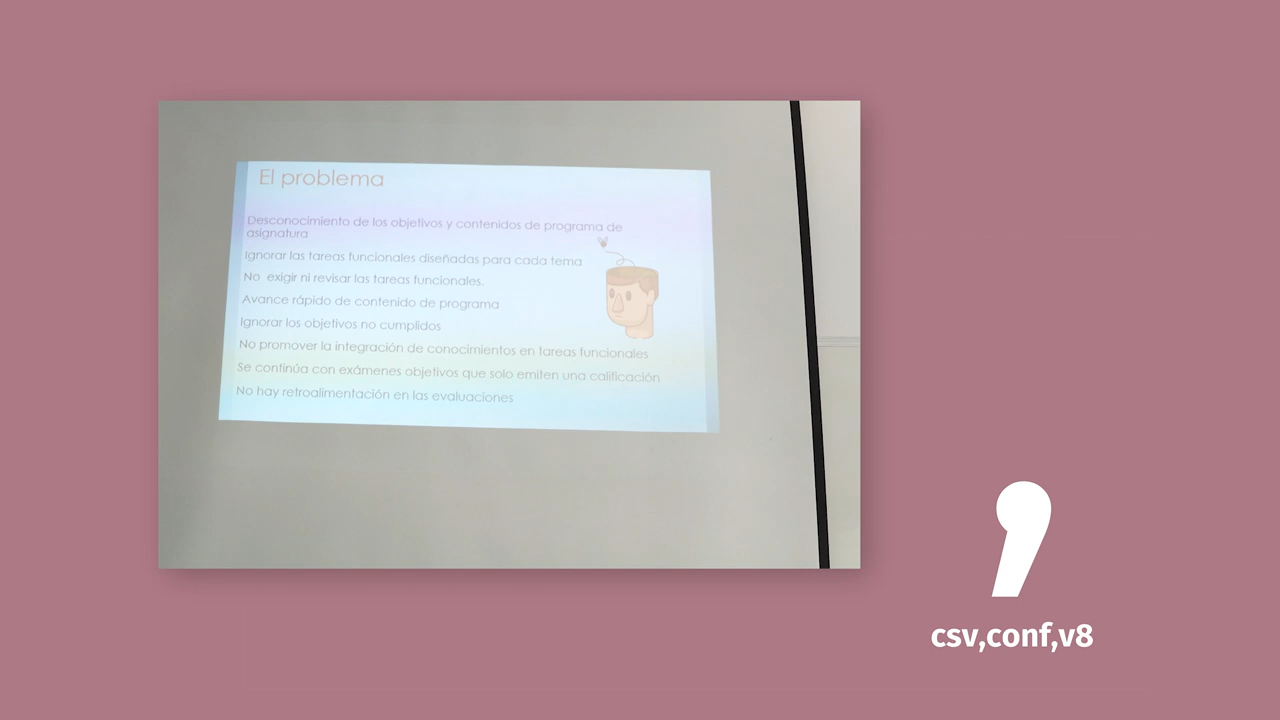 El problema
Desconocimiento de los objetivos y contenidos de programa de
asignatura
Ignorar las tareas funcionales diseñadas para cada tema
No exigir ni revisar las tareas funcionales.
Avance rápido de contenido de programa
Ignorar los objetivos no cumplidos
No promover la integración de conocimientos en tareas funcionales
Se continúa con exámenes objetivos que solo emiten una calificación
No hay retroalimentación en las evaluaciones
csv,conf,v8